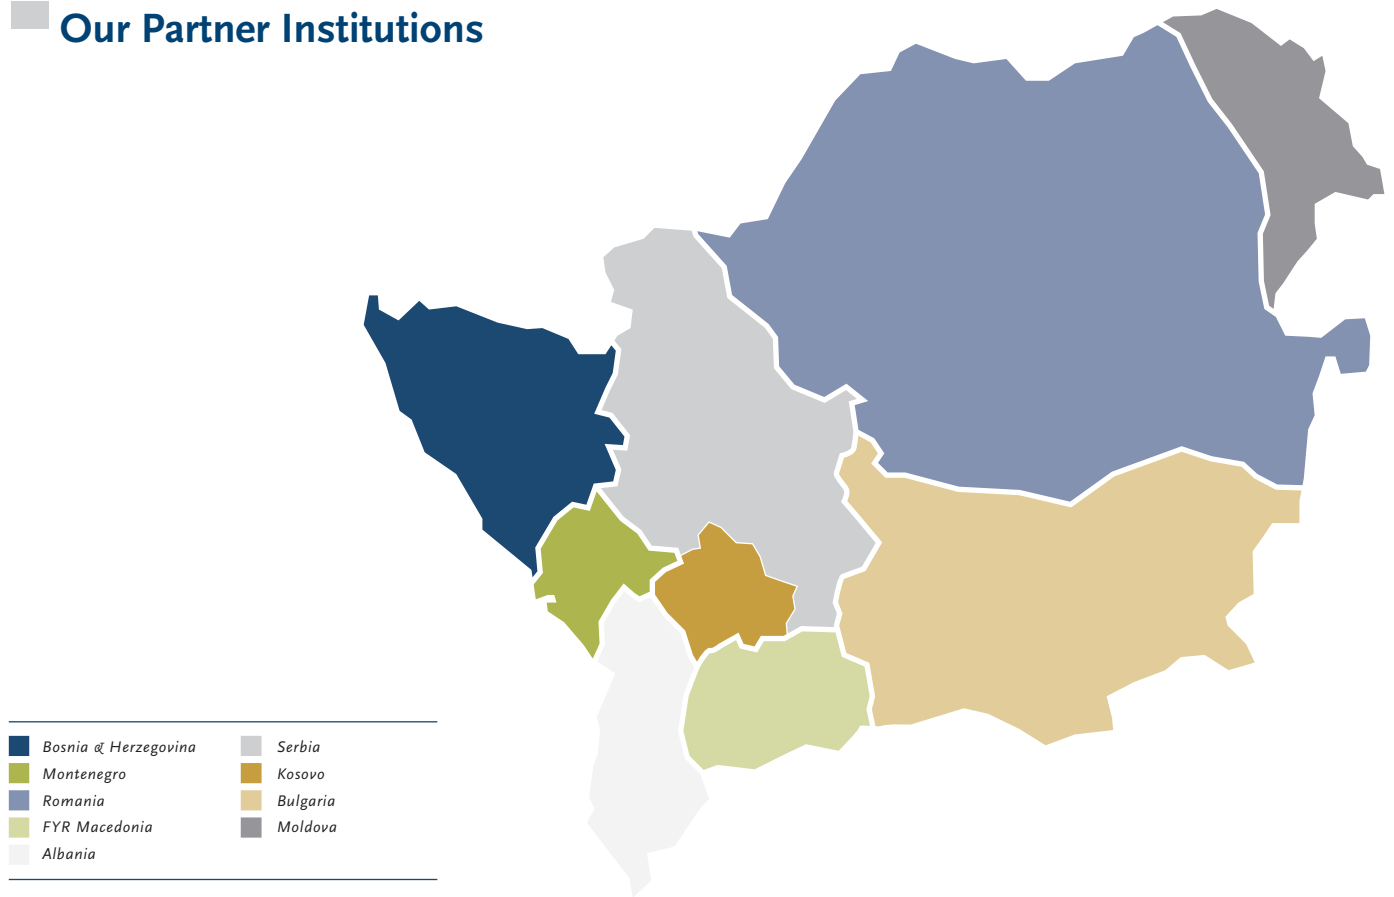 Our Partner Institutions
Bosnia & Herzegovina
Montenegro
Romania
FYR Macedonia
Albania
Serbia
Kosovo
Bulgaria
Moldova